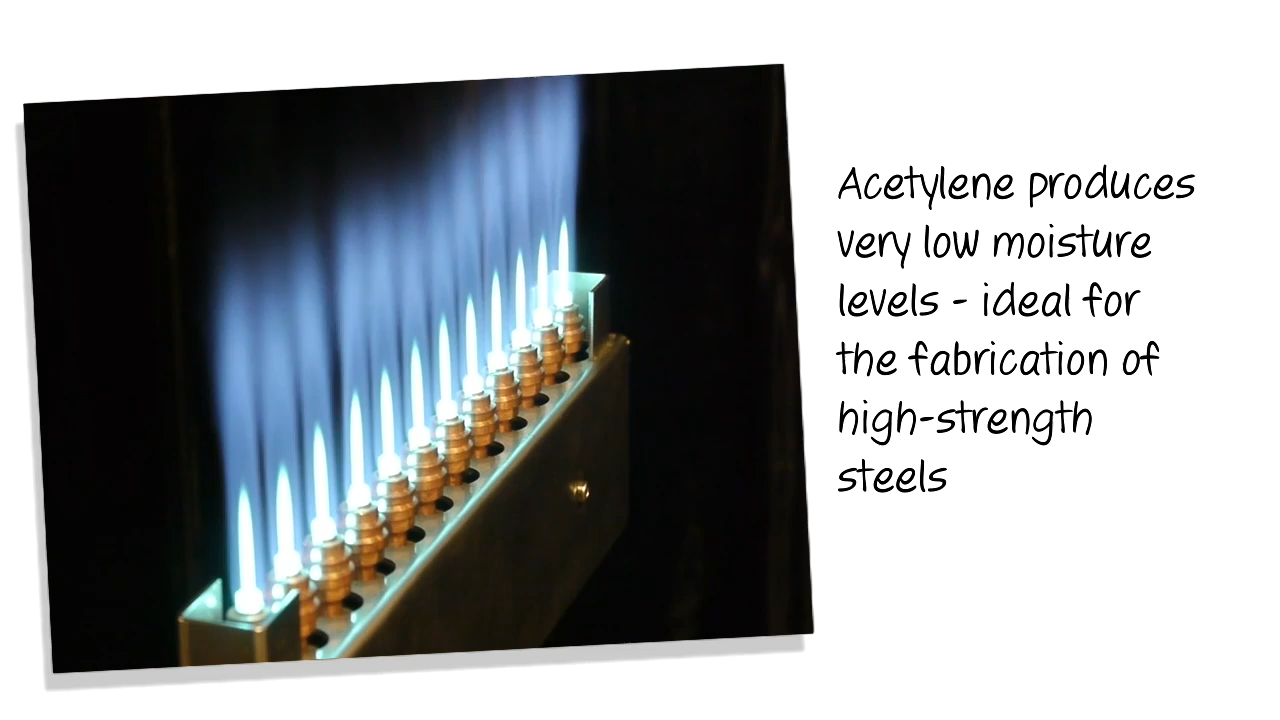 Acetylene produces
very low moisture
levels - ideal for
the fabrication of
high-strength
steels